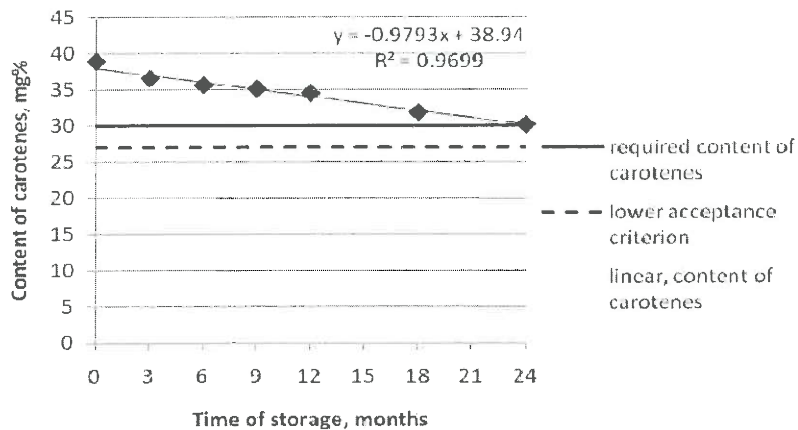 45
40
35
30
25
20
15
10
5
0
y = -0.9793x + 38.94
R² = 0.9699
Content of carotenes, mg%
0 3 6 9 12 15 18 21 24
Time of storage, months
required content of
carotenes
lower acceptance
criterion
linear, content of
carotenes